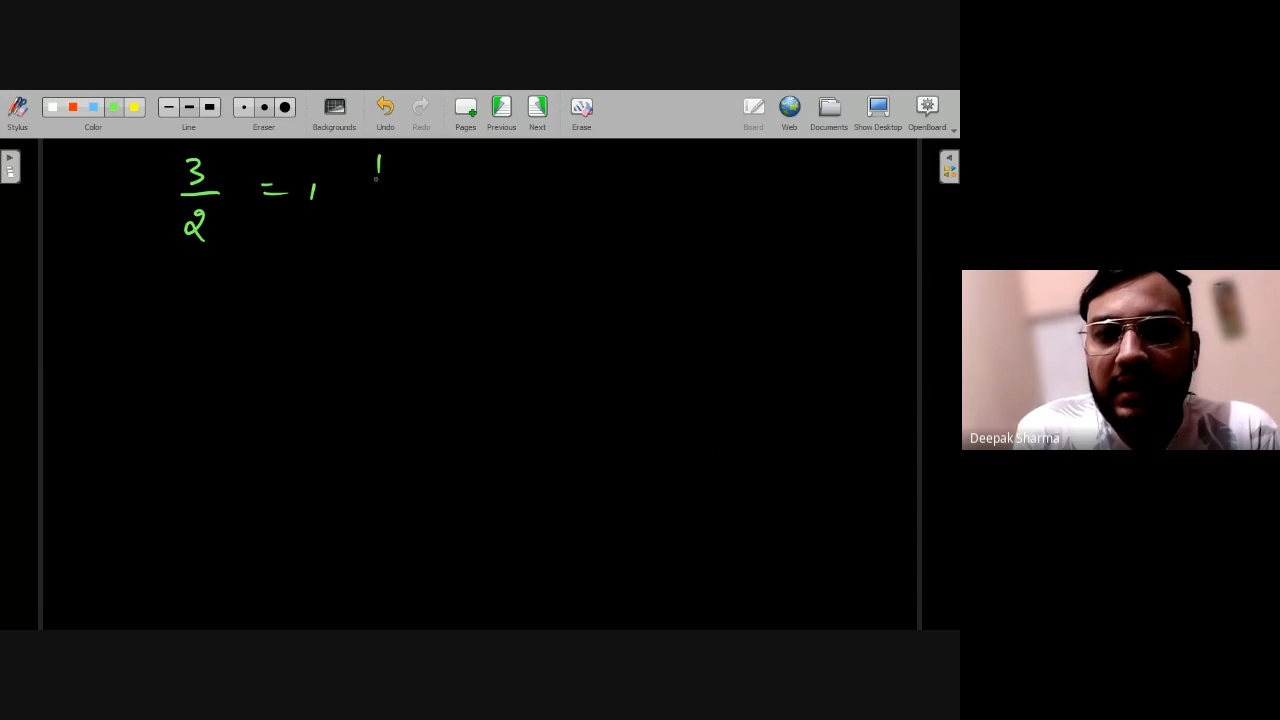 Stylus Color Line Eraser Backgrounds Undo Redo Pages Previous Next Erase Board Web Documents Show Desktop OpenBoard
3/2 = 1 1
Deepak Sharma